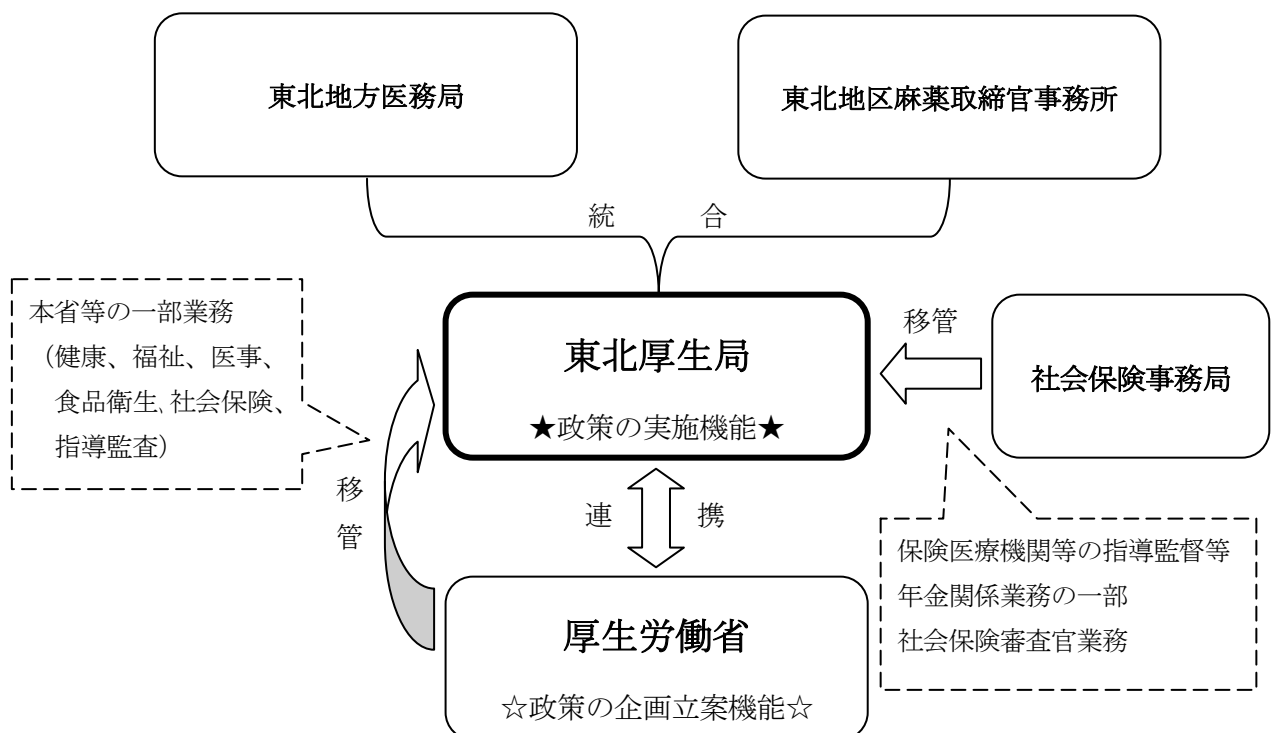 東北地方医務局
東北地区麻薬取締官事務所
統 合
本省等の一部業務
（健康、福祉、医事、
食品衛生、社会保険、
指導監査）
移管
東北厚生局
★政策の実施機能★
移管
社会保険事務局
連 携
保険医療機関等の指導監督等
年金関係業務の一部
社会保険審査官業務
厚生労働省
☆政策の企画立案機能☆